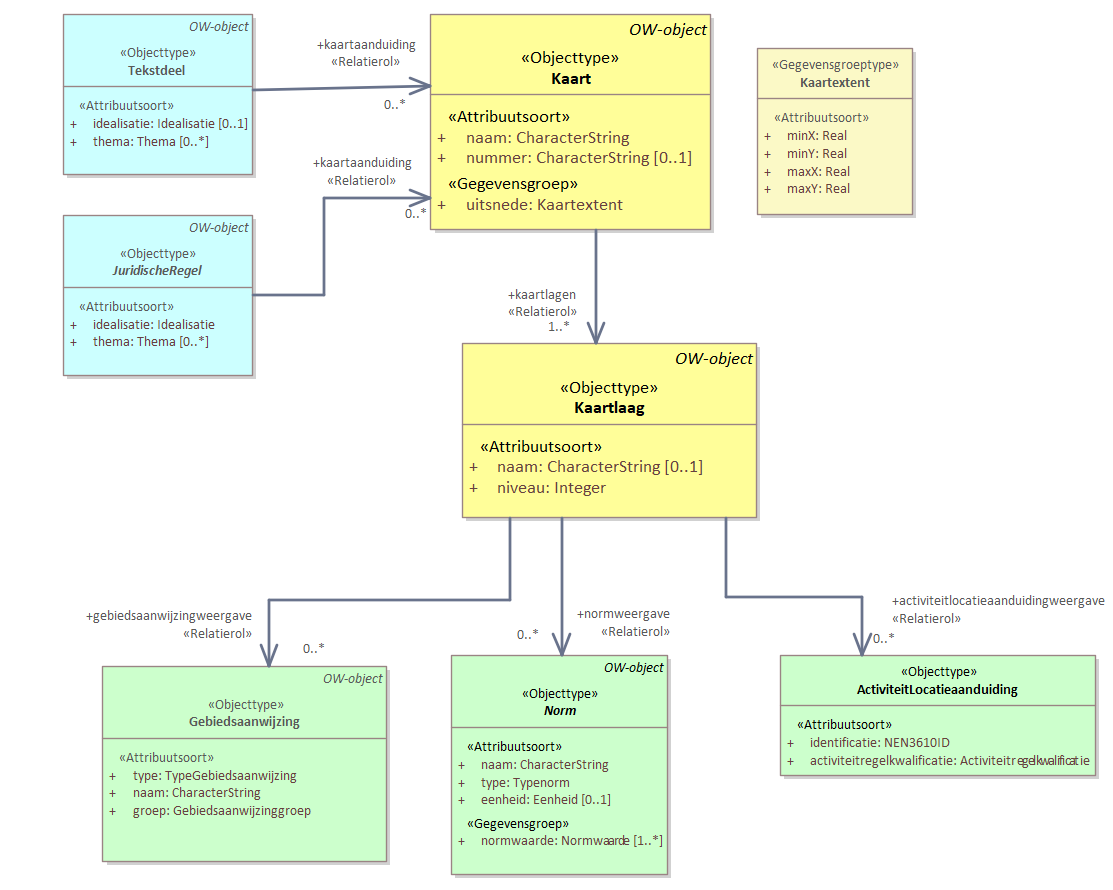 OW-object
«Objecttype»
Tekstdeel
«Attribuutsoort»
+ idealisatie: Idealisatie [0..1]
+ thema: Thema [0..*]
+kaartaanduiding
«Relatierol»
0..*
OW-object
«Objecttype»
Kaart
«Attribuutsoort»
+ naam: CharacterString
+ nummer: CharacterString [0..1]
«Gegevensgroep»
+ uitsnede: Kaartextent
«Gegevensgroeptype»
Kaartextent
«Attribuutsoort»
+ minX: Real
+ minY: Real
+ maxX: Real
+ maxY: Real
+kaartaanduiding
«Relatierol»
0..*
OW-object
«Objecttype»
JuridischeRegel
«Attribuutsoort»
+ idealisatie: Idealisatie
+ thema: Thema [0..*]
+kaartlagen
«Relatierol»
1..*
OW-object
«Objecttype»
Kaartlaag
«Attribuutsoort»
+ naam: CharacterString [0..1]
+ niveau: Integer
+gebiedsaanwijzingweergave
«Relatierol»
0..*
+normweergave
«Relatierol»
0..*
+activiteitlocatieaanduidingweergave
«Relatierol»
0..*
OW-object
«Objecttype»
Gebiedsaanwijzing
«Attribuutsoort»
+ type: TypeGebiedsaanwijzing
+ naam: CharacterString
+ groep: Gebiedsaanwijzinggroep
OW-object
«Objecttype»
Norm
«Attribuutsoort»
+ naam: CharacterString
+ type: Typenorm
+ eenheid: Eenheid [0..1]
«Gegevensgroep»
+ normwaarde: Normwaarde [1..*]
«Objecttype»
ActiviteitLocatieaanduiding
«Attribuutsoort»
+ identificatie: NEN3610ID
+ activiteitregelkwalificatie: Activiteitregelkwalificatie